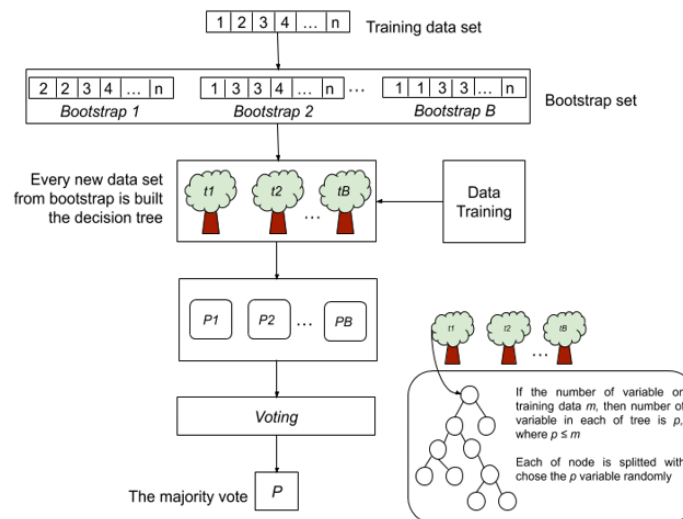 1 2 3 4 ... n
Training data set
2 2 3 4 ... n
1 3 3 4 ... n
...
1 1 3 3 ... n
Bootstrap 1
Bootstrap 2
Bootstrap B
Bootstrap set
Every new data set
from bootstrap is built
the decision tree
t1
t2
...
tB
Data
Training
P1
P2
...
PB
Voting
The majority vote
P
t1
t2
...
tB
If the number of variable on
training data m, then number of
variable in each of tree is p,
where p ≤ m
Each of node is splitted with
chose the p variable randomly